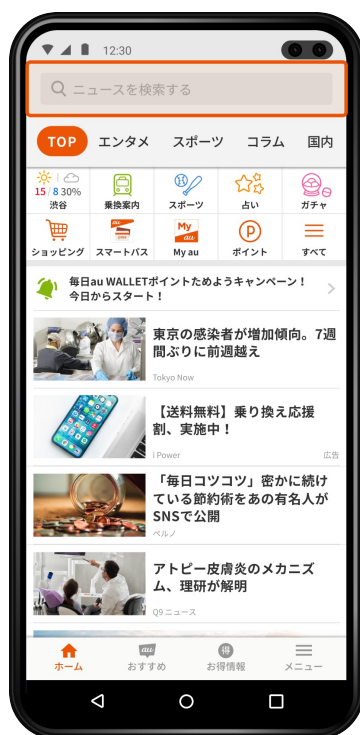 12:30
ニュースを検索する
TOP エンタメ スポーツ コラム 国内
15/8 30%
渋谷 乗換案内 スポーツ 占い ガチャ
My au
P
ショッピング スマートパス My au ポイント すべて
毎日au WALLETポイントためようキャンペーン！
今日からスタート！
東京の感染者が増加傾向。7週
間ぶりに前週越え
Tokyo Now
【送料無料】乗り換え応援
割、実施中！
i Power 広告
「毎日コツコツ」密かに続け
ている節約術をあの有名人が
SNSで公開
ペルノ
アトピー皮膚炎のメカニズ
ム、理研が解明
Q9 ニュース
au 得
ホーム おすすめ お得情報 メニュー